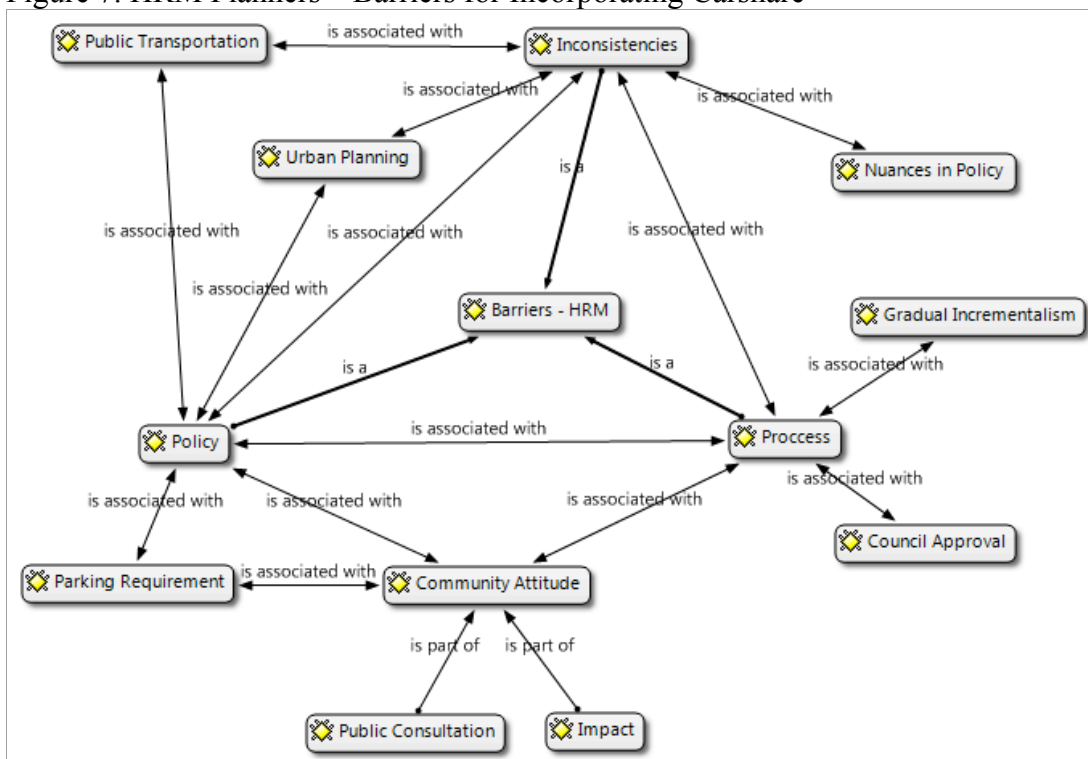 Figure 7: HRM Planners – Barriers for Incorporating Carshare
Public Transportation
is associated with
Inconsistencies
is associated with
is associated with
Urban Planning
is a
Nuances in Policy
is associated with
is associated with
is associated with
is associated with
Barriers - HRM
Gradual Incrementalism
is a
is a
is associated with
is associated with
Policy
Proccess
is associated with
is associated with
is associated with
is associated with
Council Approval
Parking Requirement
is associated with
Community Attitude
is part of
is part of
Public Consultation
Impact